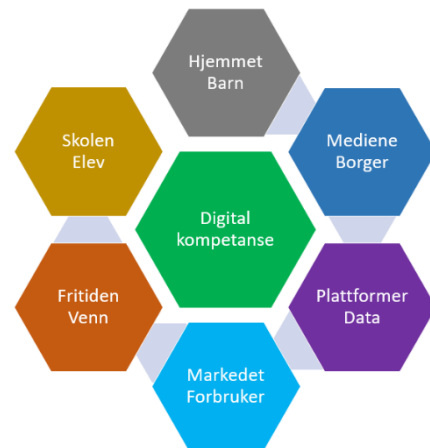 Hjemmet
Barn
Skolen
Elev
Mediene
Borger
Digital
kompetanse
Fritiden
Venn
Plattformer
Data
Markedet
Forbruker